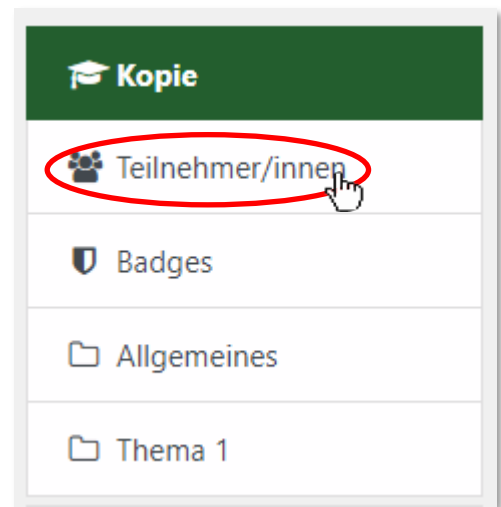 Kopie
Teilnehmer/innen
Badges
Allgemeines
Thema 1